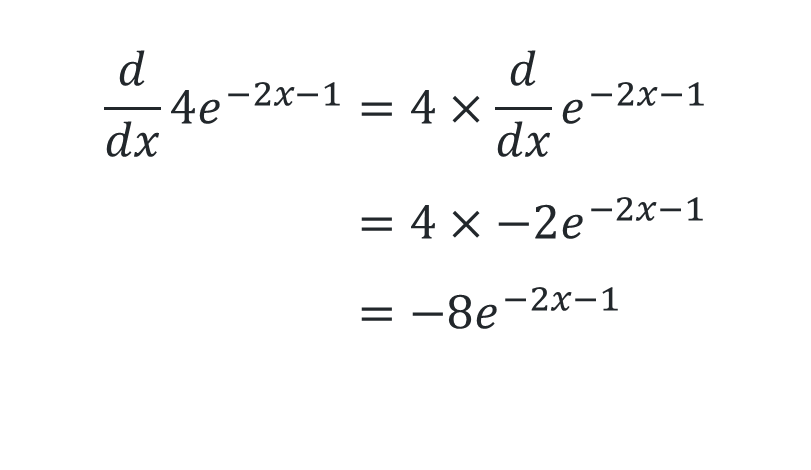 d/dx 4e^{−2x−1} = 4 × d/dx e^{−2x−1}
= 4 × −2e^{−2x−1}
= −8e^{−2x−1}